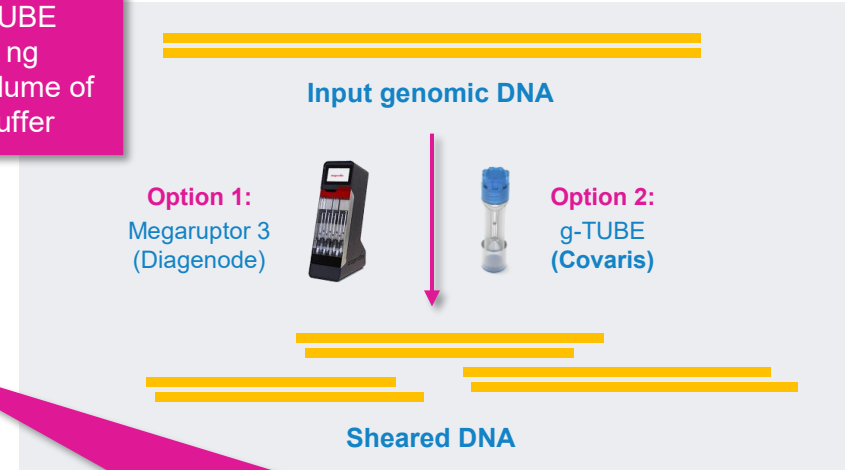 UBE
ng
lume of
uffer
Input genomic DNA
Option 1:
Megaruptor 3
(Diagenode)
Option 2:
g-TUBE
(Covaris)
Sheared DNA